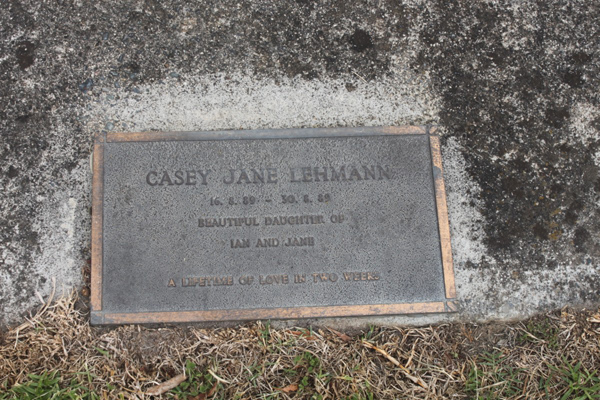 CASEY JANE LEHMANN
16.8.89 - 30.8.89
BEAUTIFUL DAUGHTER OF
IAN AND JANE
A LIFETIME OF LOVE IN TWO WEEKS